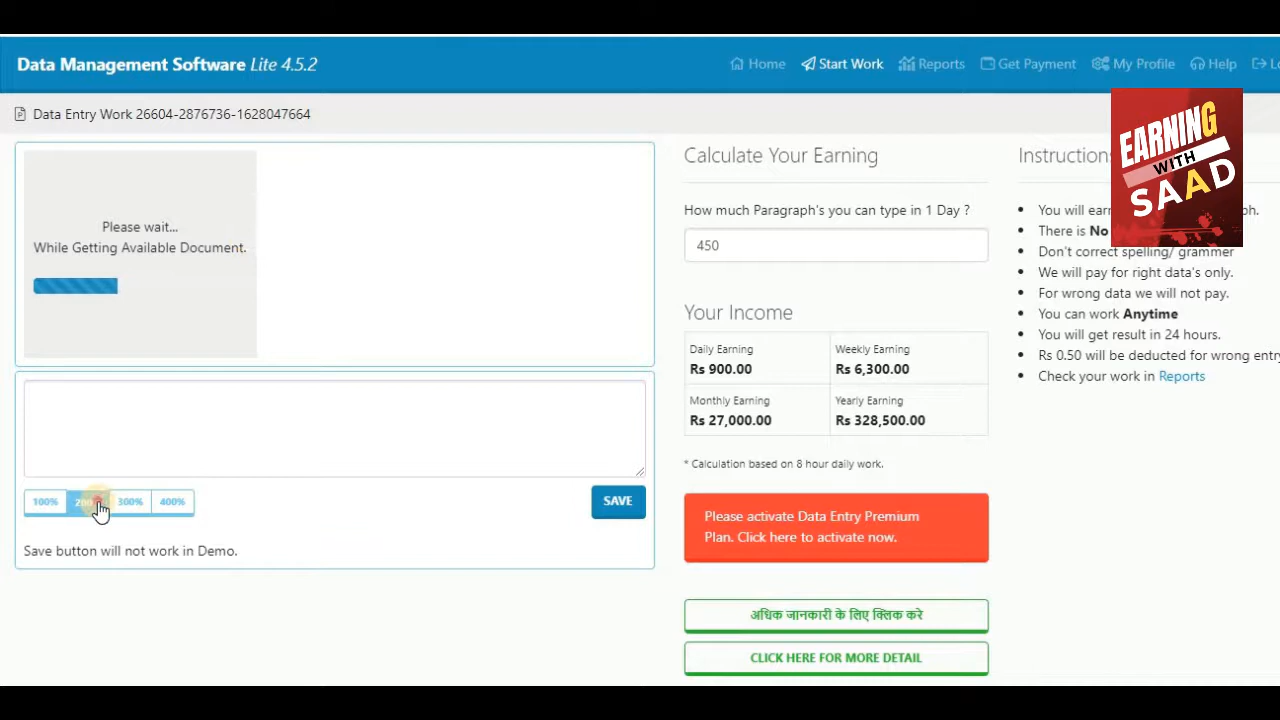 Data Management Software Lite 4.5.2
Home
Start Work
Reports
Get Payment
My Profile
Help
Data Entry Work 26604-2876736-1628047664
Please wait...
While Getting Available Document.
100%
300%
400%
SAVE
Save button will not work in Demo.
Calculate Your Earning
How much Paragraph's you can type in 1 Day ?
450
Your Income
Daily Earning
Rs 900.00
Weekly Earning
Rs 6,300.00
Monthly Earning
Rs 27,000.00
Yearly Earning
Rs 328,500.00
* Calculation based on 8 hour daily work.
Please activate Data Entry Premium
Plan. Click here to activate now.
अधिक जानकारी के लिए क्लिक करे
CLICK HERE FOR MORE DETAIL
Instructions
You will
There is No
Don't correct spelling/ grammer
We will pay for right data's only.
For wrong data we will not pay.
You can work Anytime
You will get result in 24 hours.
Rs 0.50 will be deducted for wrong entry
Check your work in Reports
EARNING
WITH
SAAD